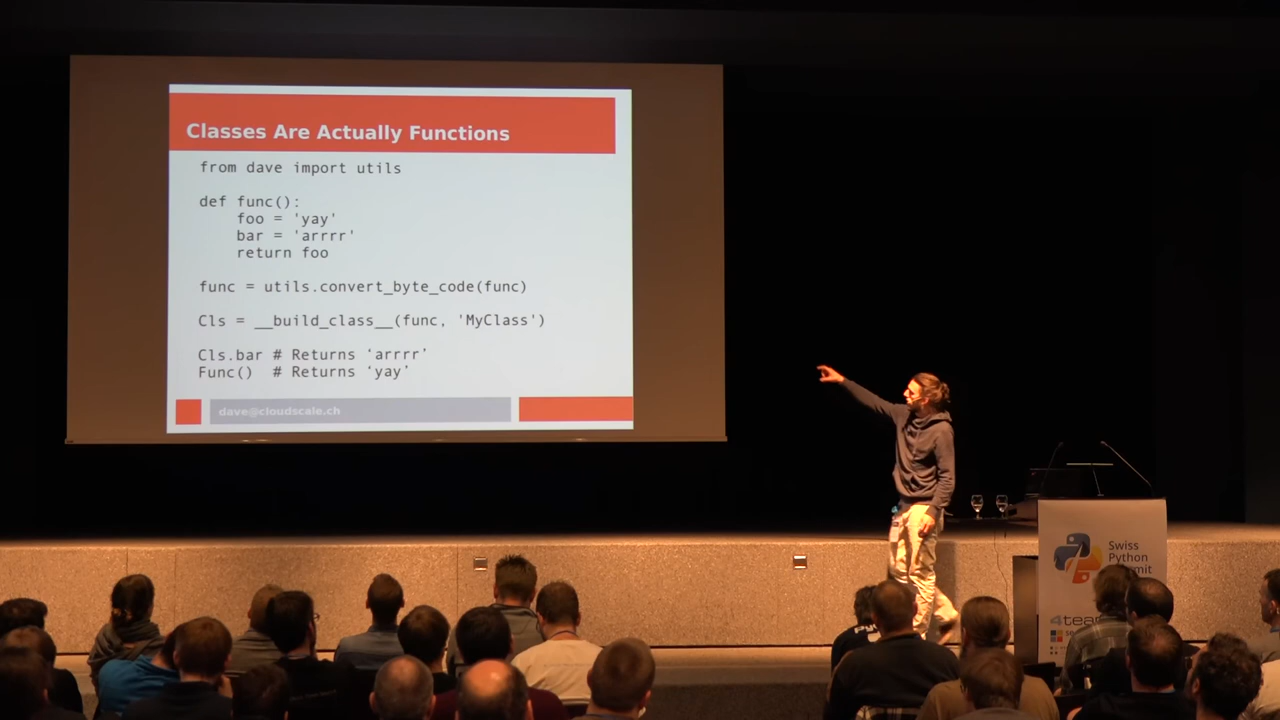 Classes Are Actually Functions
from dave import utils
def func():
    foo = 'yay'
    bar = 'arrrr'
    return foo
func = utils.convert_byte_code(func)
Cls = __build_class__(func, 'MyClass')
Cls.bar # Returns ‘arrrr’
Func()  # Returns ‘yay’
dave@cloudscale.ch
Swiss
Python
4tea